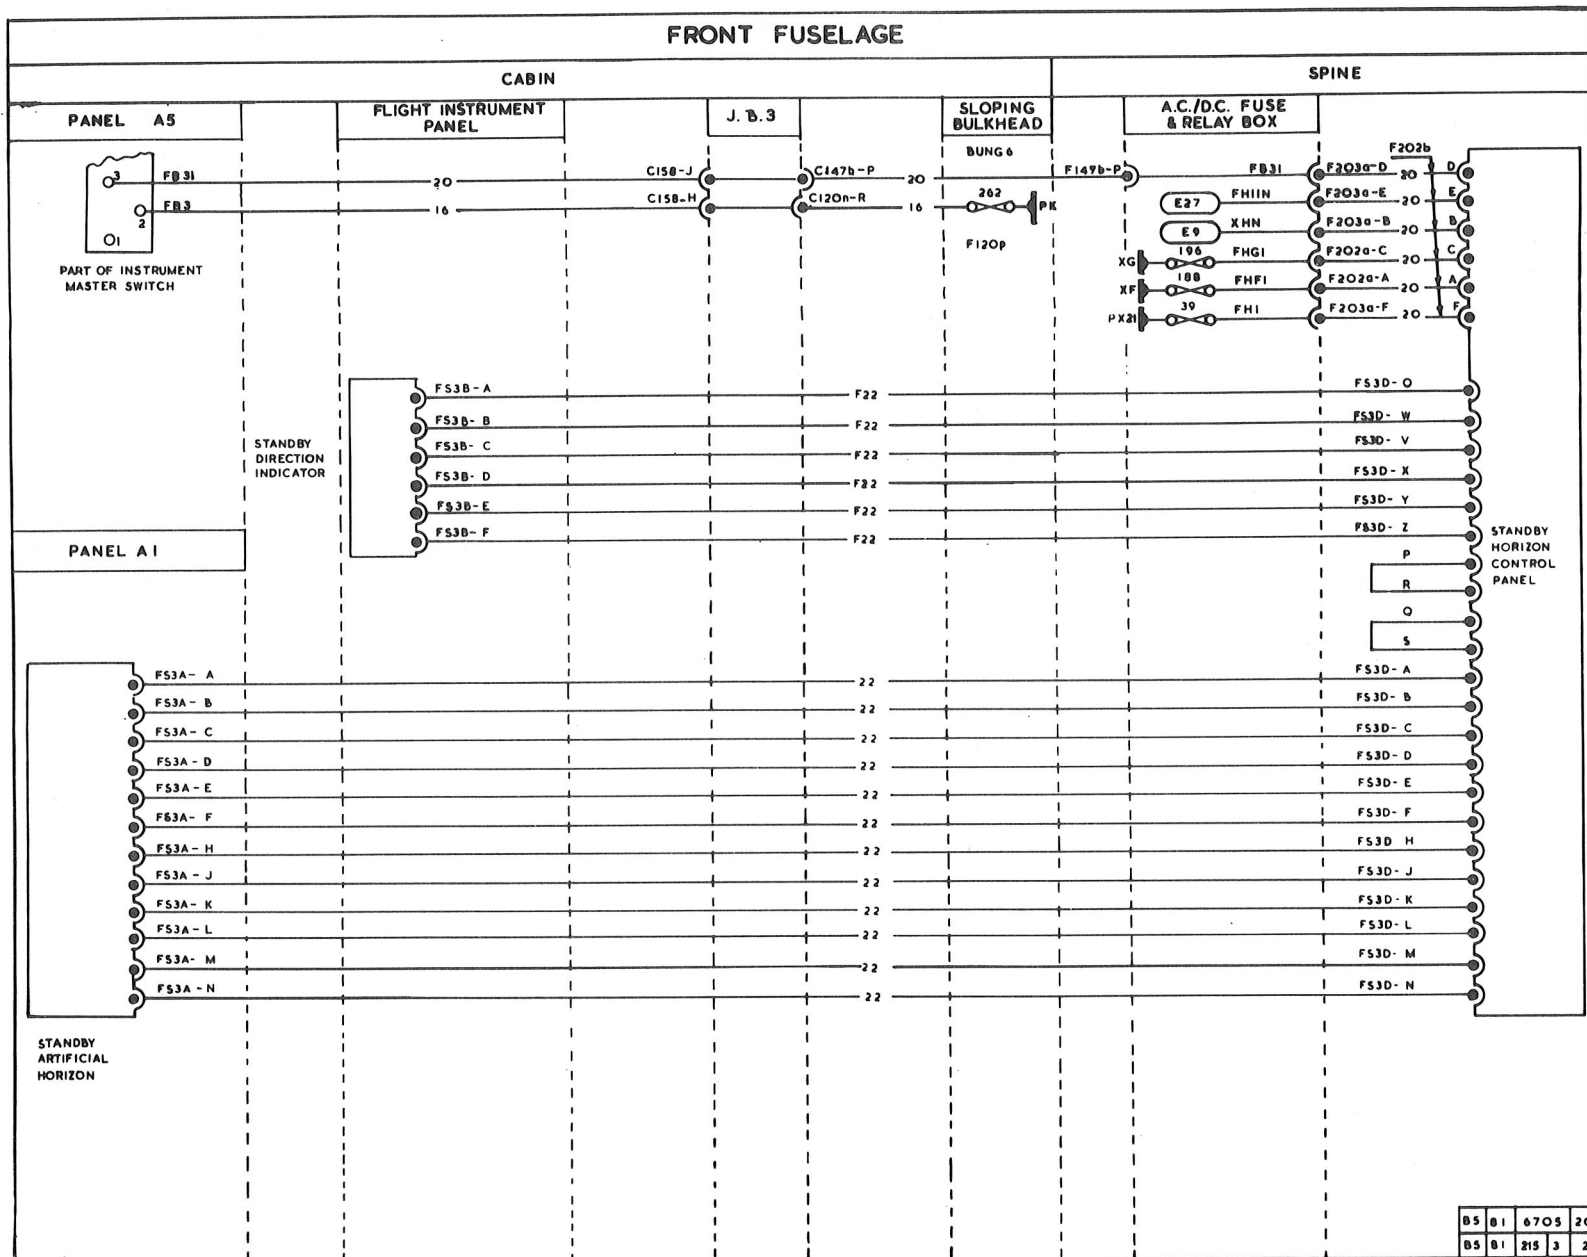 FRONT FUSELAGE
CABIN
SPINE
PANEL A5
FLIGHT INSTRUMENT
PANEL
J.B.3
SLOPING
BULKHEAD
A.C./D.C. FUSE
& RELAY BOX
BUNG 6
F202b
3 FB31 20 C158-J C147b-P 20 F149b-P FB31 F203a-D 20 D
2 FB3 16 C158-H C120n-R 16 262 PK
E27 FH11N F203a-E 20 E
O1
E9 XHN F203a-B 20 B
F120p
XG 196 FHG1 F202a-C 20 C
XF 188 FHF1 F202a-A 20 A
PX21 39 FH1 F203a-F 20 F
PART OF INSTRUMENT
MASTER SWITCH
FS3B-A F22 FS3D-O
FS3B-B F22 FS3D-W
FS3B-C F22 FS3D-V
FS3B-D F22 FS3D-X
FS3B-E F22 FS3D-Y
FS3B-F F22 FS3D-Z
STANDBY
DIRECTION
INDICATOR
PANEL A1
P
R
Q
S
STANDBY
HORIZON
CONTROL
PANEL
FS3A-A 22 FS3D-A
FS3A-B 22 FS3D-B
FS3A-C 22 FS3D-C
FS3A-D 22 FS3D-D
FS3A-E 22 FS3D-E
FS3A-F 22 FS3D-F
FS3A-H 22 FS3D H
FS3A-J 22 FS3D-J
FS3A-K 22 FS3D-K
FS3A-L 22 FS3D-L
FS3A-M 22 FS3D-M
FS3A-N 22 FS3D-N
STANDBY
ARTIFICIAL
HORIZON
B5 B1 6705
B5 B1 215 3